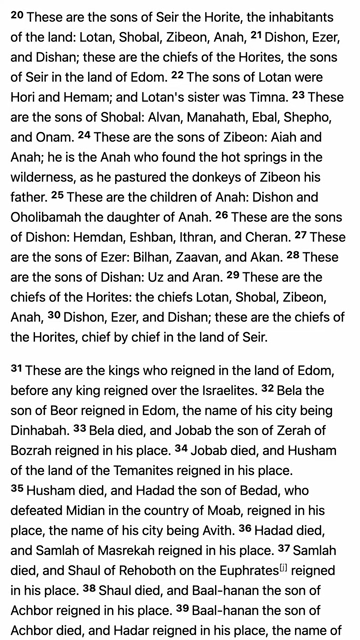 20 These are the sons of Seir the Horite, the inhabitants
of the land: Lotan, Shobal, Zibeon, Anah, 21 Dishon, Ezer,
and Dishan; these are the chiefs of the Horites, the sons
of Seir in the land of Edom. 22 The sons of Lotan were
Hori and Hemam; and Lotan's sister was Timna. 23 These
are the sons of Shobal: Alvan, Manahath, Ebal, Shepho,
and Onam. 24 These are the sons of Zibeon: Aiah and
Anah; he is the Anah who found the hot springs in the
wilderness, as he pastured the donkeys of Zibeon his
father. 25 These are the children of Anah: Dishon and
Oholibamah the daughter of Anah. 26 These are the sons
of Dishon: Hemdan, Eshban, Ithran, and Cheran. 27 These
are the sons of Ezer: Bilhan, Zaavan, and Akan. 28 These
are the sons of Dishan: Uz and Aran. 29 These are the
chiefs of the Horites: the chiefs Lotan, Shobal, Zibeon,
Anah, 30 Dishon, Ezer, and Dishan; these are the chiefs of
the Horites, chief by chief in the land of Seir.
31 These are the kings who reigned in the land of Edom,
before any king reigned over the Israelites. 32 Bela the
son of Beor reigned in Edom, the name of his city being
Dinhabah. 33 Bela died, and Jobab the son of Zerah of
Bozrah reigned in his place. 34 Jobab died, and Husham
of the land of the Temanites reigned in his place.
35 Husham died, and Hadad the son of Bedad, who
defeated Midian in the country of Moab, reigned in his
place, the name of his city being Avith. 36 Hadad died,
and Samlah of Masrekah reigned in his place. 37 Samlah
died, and Shaul of Rehoboth on the Euphrates[j] reigned
in his place. 38 Shaul died, and Baal-hanan the son of
Achbor reigned in his place. 39 Baal-hanan the son of
Achbor died, and Hadar reigned in his place, the name of